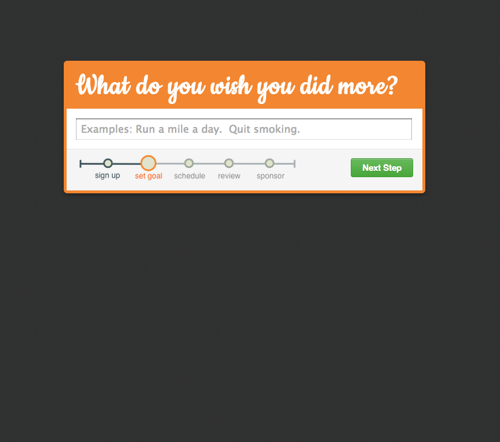 What do you wish you did more?
Examples: Run a mile a day.  Quit smoking.
sign up set goal schedule review sponsor
Next Step